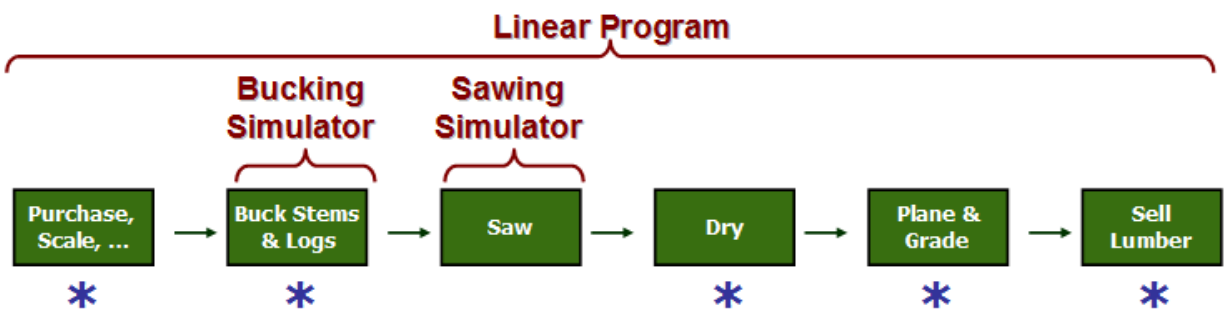 Linear Program
Bucking
Simulator
Sawing
Simulator
Purchase,
Scale, ...
Buck Stems
& Logs
Saw
Dry
Plane &
Grade
Sell
Lumber
* * * * *